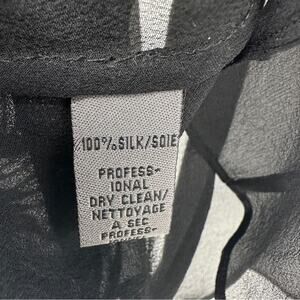 100%SILK/SOIE
PROFESS-
IONAL
DRY CLEAN/
NETTOYAGE
A SEC
PROFESS-